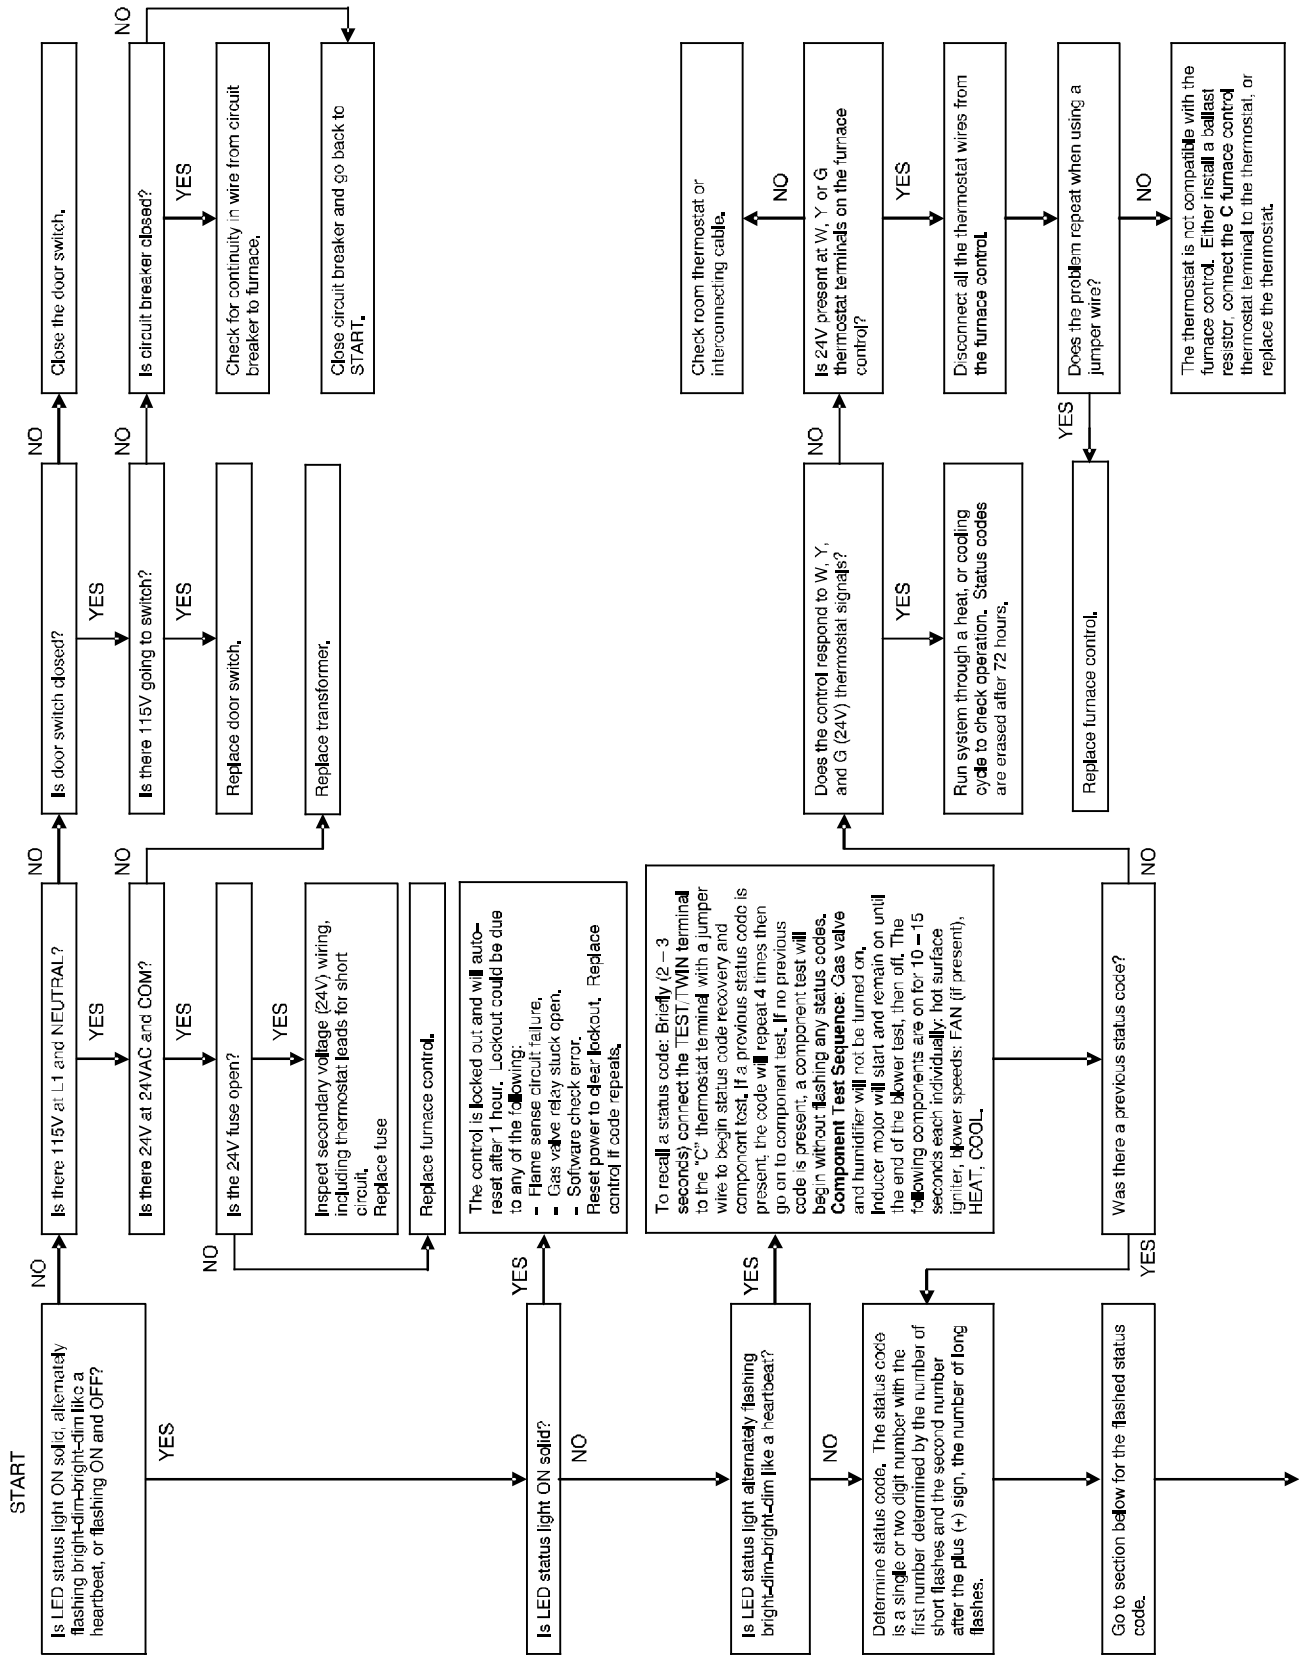 START
Is LED status light ON solid, alternately
flashing bright-dim-bright-dim like a
heartbeat, or flashing ON and OFF?
NO
YES
Is there 115V at L1 and NEUTRAL?
NO
YES
Is door switch closed?
NO
YES
Close the door switch.
Is there 24V at 24VAC and COM?
NO
YES
Is there 115V going to switch?
NO
YES
Is circuit breaker closed?
NO
YES
Is the 24V fuse open?
NO
YES
Replace door switch.
Check for continuity in wire from circuit
breaker to furnace.
Inspect secondary voltage (24V) wiring,
including thermostat leads for short
circuit.
Replace fuse
Replace transformer.
Close circuit breaker and go back to
START.
Replace furnace control.
Is LED status light ON solid?
YES
NO
The control is locked out and will auto-
reset after 1 hour. Lockout could be due
to any of the following:
- Flame sense circuit failure.
- Gas valve relay stuck open.
- Software check error.
Reset power to clear lockout. Replace
control if code repeats.
Is LED status light alternately flashing
bright-dim-bright-dim like a heartbeat?
YES
NO
To recall a status code: Briefly (2 – 3
seconds) connect the TEST/TWIN terminal
to the "C" thermostat terminal with a jumper
wire to begin status code recovery and
component test. If a previous status code is
present, the code will repeat 4 times then
go on to component test. If no previous
code is present, a component test will
begin without flashing any status codes.
Component Test Sequence: Gas valve
and humidifier will not be turned on.
Inducer motor will start and remain on until
the end of the blower test, then off. The
following components are on for 10 – 15
seconds each individually: hot surface
igniter, blower speeds: FAN (if present),
HEAT, COOL.
Check room thermostat or
interconnecting cable.
NO
Does the control respond to W, Y,
and G (24V) thermostat signals?
NO
YES
Is 24V present at W, Y or G
thermostat terminals on the furnace
control?
YES
Determine status code. The status code
is a single or two digit number with the
first number determined by the number of
short flashes and the second number
after the plus (+) sign, the number of long
flashes.
Run system through a heat, or cooling
cycle to check operation. Status codes
are erased after 72 hours.
Disconnect all the thermostat wires from
the furnace control.
Go to section below for the flashed status
code.
Was there a previous status code?
YES
NO
Replace furnace control.
YES
Does the problem repeat when using a
jumper wire?
NO
The thermostat is not compatible with the
furnace control. Either install a ballast
resistor, connect the C furnace control
thermostat terminal to the thermostat, or
replace the thermostat.